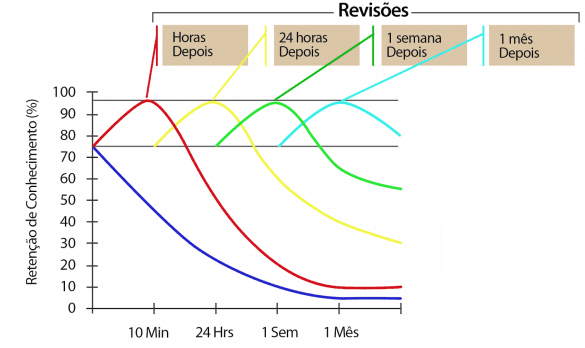 Revisões
Horas
Depois
24 horas
Depois
1 semana
Depois
1 mês
Depois
Retenção de Conhecimento (%)
100
90
80
70
60
50
40
30
20
10
0
10 Min
24 Hrs
1 Sem
1 Mês